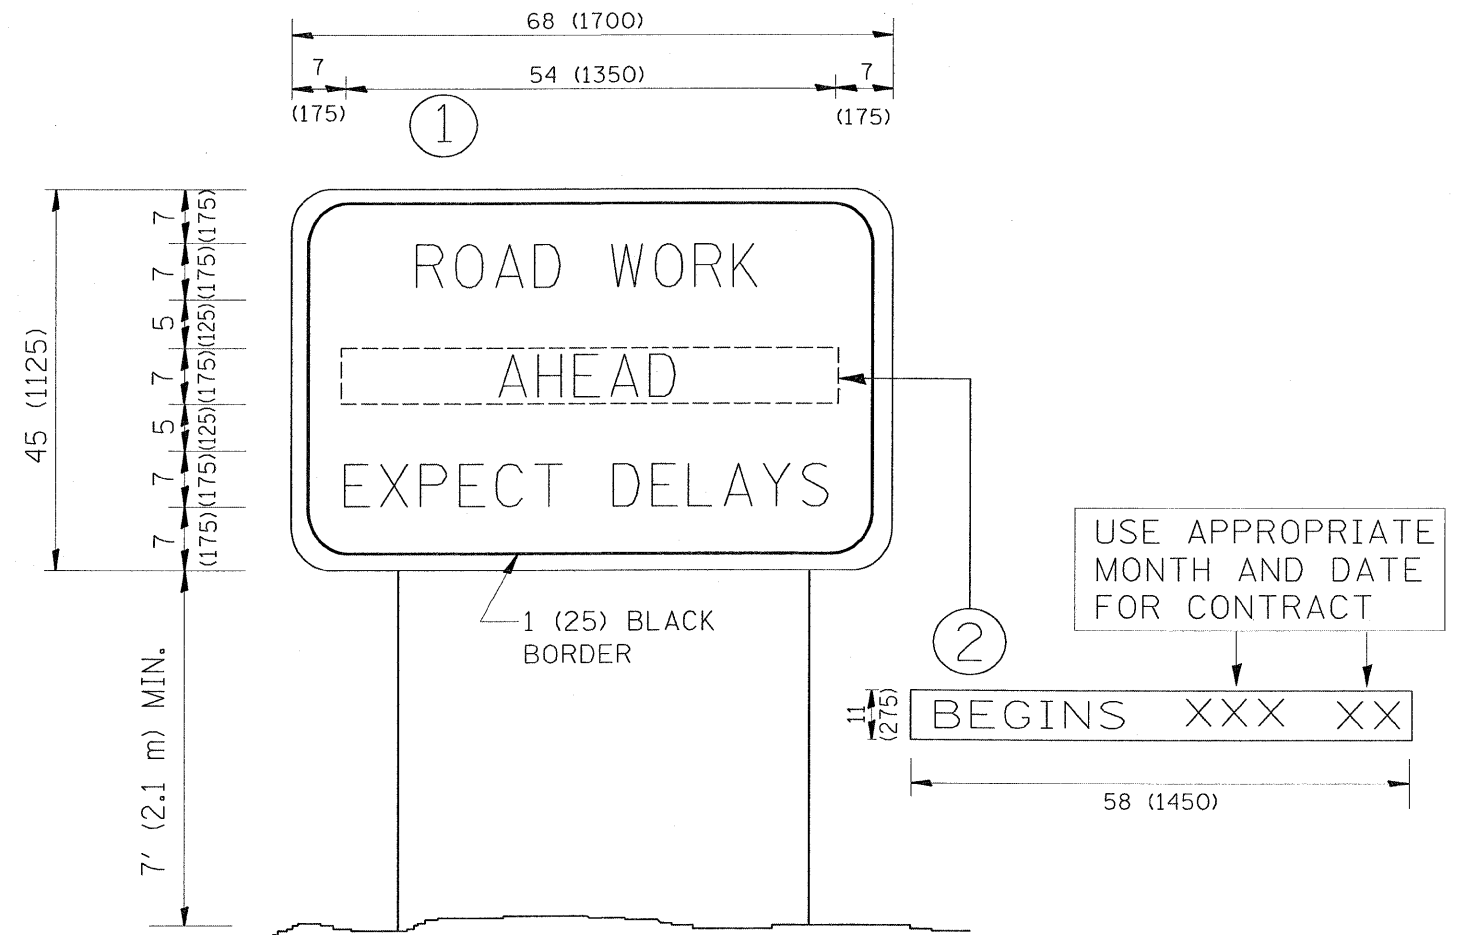 68 (1700)
7
54 (1350)
7
(175)
(175)
1
7
(175)
7
(175)
5
(125)
7
(175)
5
(125)
7
(175)
7
(175)
45 (1125)
ROAD WORK
AHEAD
EXPECT DELAYS
1 (25) BLACK
BORDER
7' (2.1 m) MIN.
USE APPROPRIATE
MONTH AND DATE
FOR CONTRACT
2
11
(275)
BEGINS XXX XX
58 (1450)